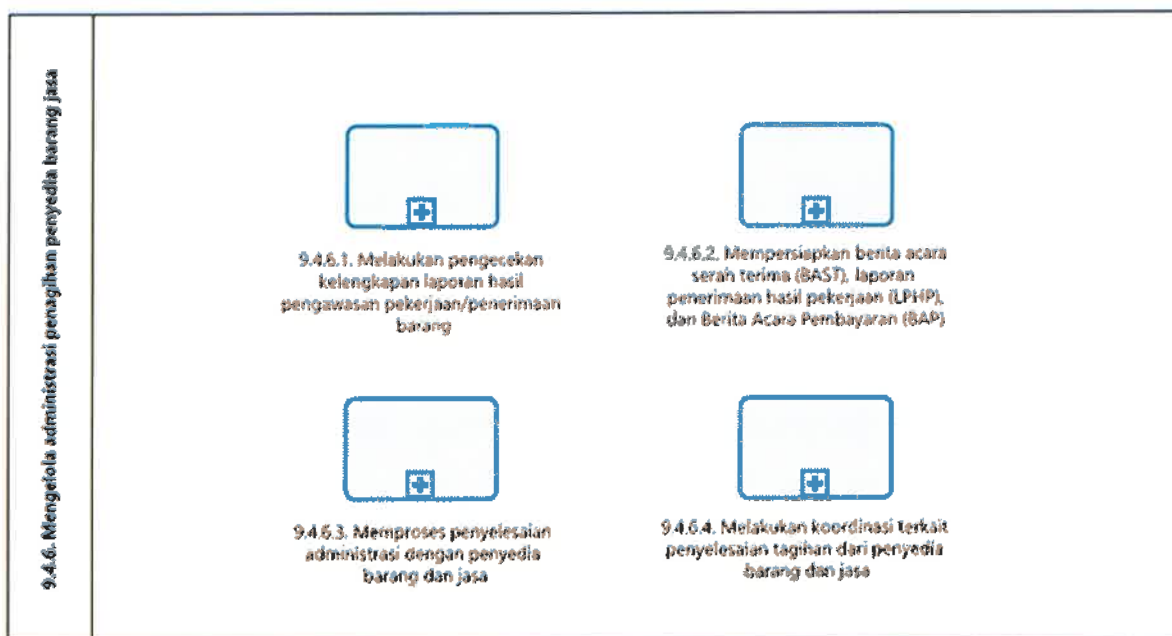 9.4.6. Mengelola administrasi penagihan penyedia barang jasa
9.4.6.1. Melakukan pengecekan
kelengkapan laporan hasil
pengawasan pekerjaan/penerimaan
barang
9.4.6.2. Mempersiapkan berita acara
serah terima (BAST), laporan
penerimaan hasil pekerjaan (LPHP),
dan Berita Acara Pembayaran (BAP)
9.4.6.3. Memproses penyelesaian
administrasi dengan penyedia
barang dan jasa
9.4.6.4. Melakukan koordinasi terkait
penyelesaian tagihan dari penyedia
barang dan jasa